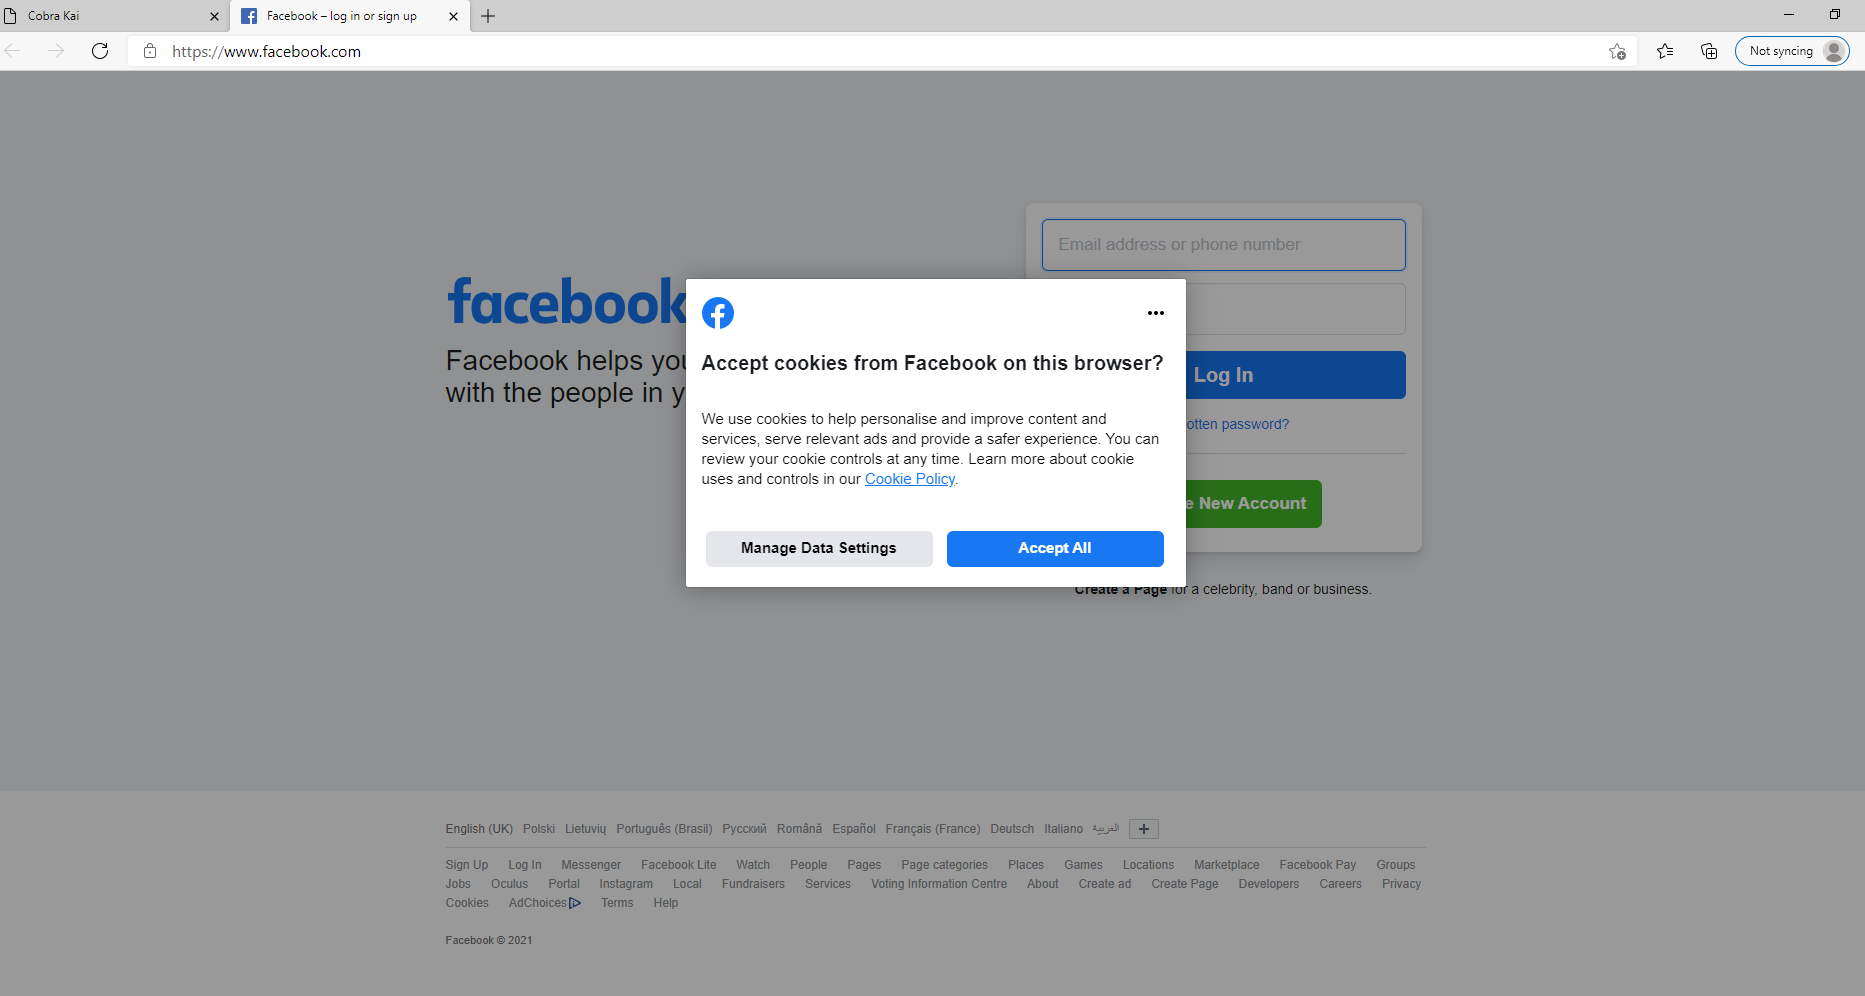 Cobra Kai
Facebook – log in or sign up
https://www.facebook.com
Not syncing
Email address or phone number
facebook
Facebook helps you
with the people in y
Accept cookies from Facebook on this browser?
We use cookies to help personalise and improve content and
services, serve relevant ads and provide a safer experience. You can
review your cookie controls at any time. Learn more about cookie
uses and controls in our Cookie Policy.
Manage Data Settings
Accept All
Log In
otten password?
e New Account
Create a Page for a celebrity, band or business.
English (UK) Polski Lietuvių Português (Brasil) Русский Română Español Français (France) Deutsch Italiano العربية
Sign Up Log In Messenger Facebook Lite Watch People Pages Page categories Places Games Locations Marketplace Facebook Pay Groups
Jobs Oculus Portal Instagram Local Fundraisers Services Voting Information Centre About Create ad Create Page Developers Careers Privacy
Cookies AdChoices Terms Help
Facebook © 2021